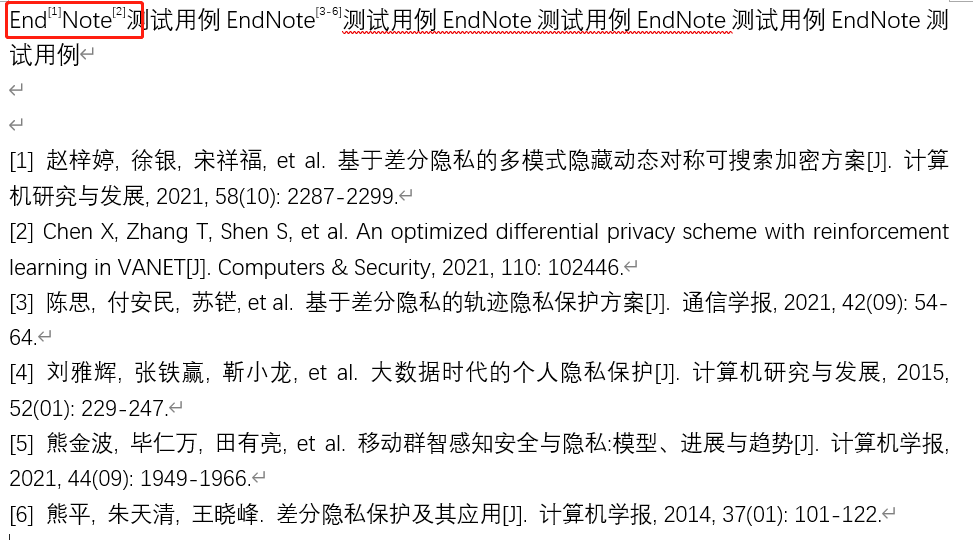 End[1]Note[2]测试用例 EndNote[3-6]测试用例 EndNote 测试用例 EndNote 测试用例 EndNote 测
试用例
[1] 赵梓婷, 徐银, 宋祥福, et al. 基于差分隐私的多模式隐藏动态对称可搜索加密方案[J]. 计算
机研究与发展, 2021, 58(10): 2287-2299.
[2] Chen X, Zhang T, Shen S, et al. An optimized differential privacy scheme with reinforcement
learning in VANET[J]. Computers & Security, 2021, 110: 102446.
[3] 陈思, 付安民, 苏铓, et al. 基于差分隐私的轨迹隐私保护方案[J]. 通信学报, 2021, 42(09): 54-
64.
[4] 刘雅辉, 张铁赢, 靳小龙, et al. 大数据时代的个人隐私保护[J]. 计算机研究与发展, 2015,
52(01): 229-247.
[5] 熊金波, 毕仁万, 田有亮, et al. 移动群智感知安全与隐私:模型、进展与趋势[J]. 计算机学报,
2021, 44(09): 1949-1966.
[6] 熊平, 朱天清, 王晓峰. 差分隐私保护及其应用[J]. 计算机学报, 2014, 37(01): 101-122.